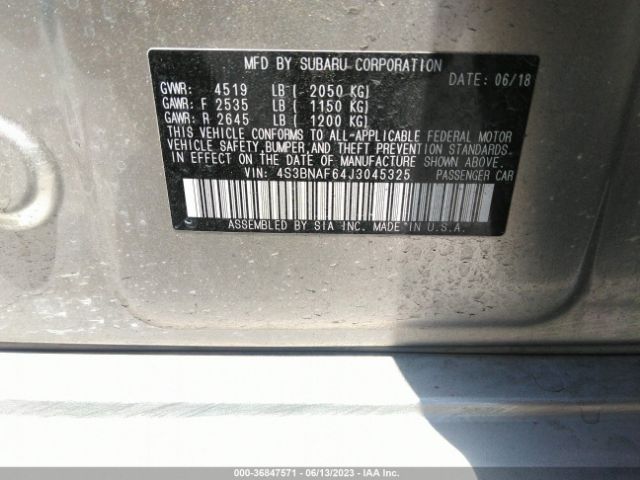 MFD BY SUBARU CORPORATION
DATE: 06/18
GVWR: 4519 LB ( 2050 KG)
GAWR: F 2535 LB ( 1150 KG)
GAWR: R 2645 LB ( 1200 KG)
THIS VEHICLE CONFORMS TO ALL-APPLICABLE FEDERAL MOTOR
VEHICLE SAFETY,BUMPER,AND THEFT PREVENTION STANDARDS
IN EFFECT ON THE DATE OF MANUFACTURE SHOWN ABOVE.
VIN: 4S3BNAF64J3045325 PASSENGER CAR
ASSEMBLED BY SIA INC. MADE IN U.S.A.
000-36847571 - 06/13/2023 - IAA Inc.